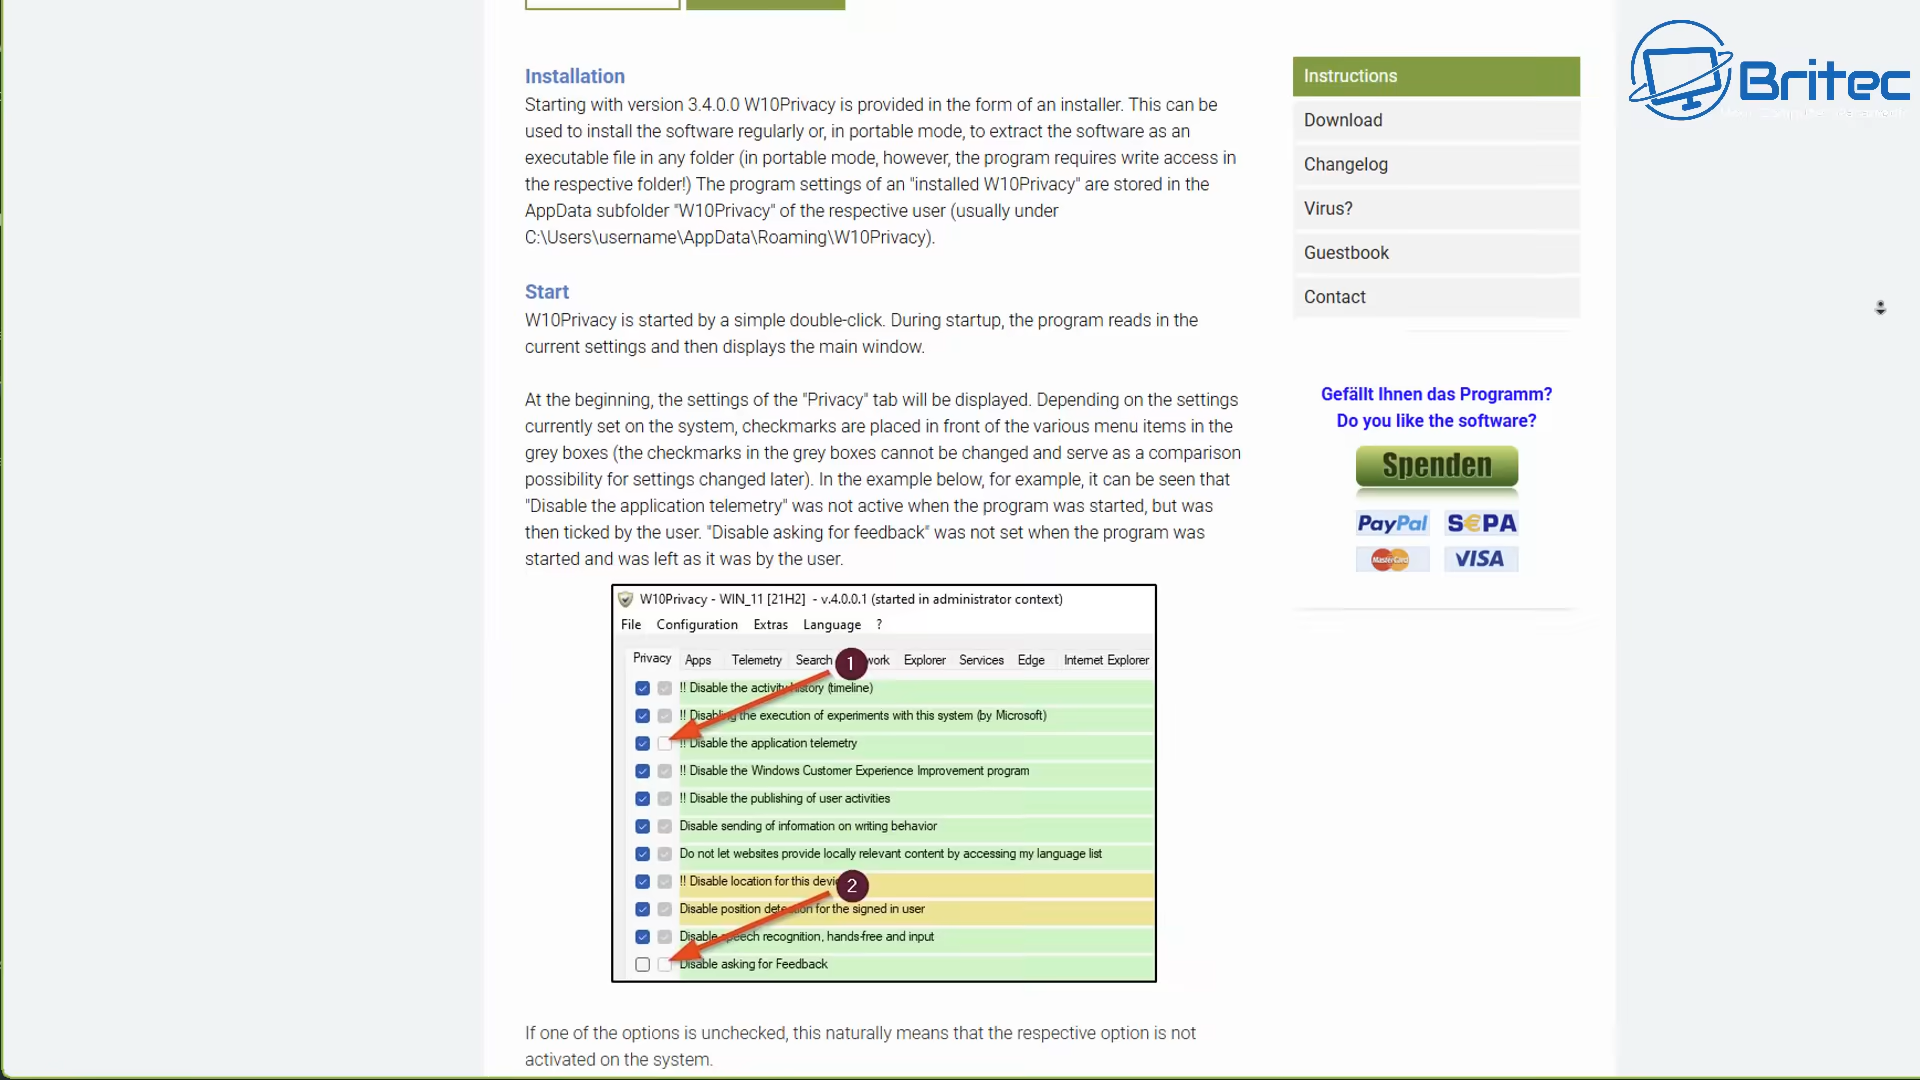 Britec
Installation
Starting with version 3.4.0.0 W10Privacy is provided in the form of an installer. This can be
used to install the software regularly or, in portable mode, to extract the software as an
executable file in any folder (in portable mode, however, the program requires write access in
the respective folder!) The program settings of an "installed W10Privacy" are stored in the
AppData subfolder "W10Privacy" of the respective user (usually under
C:\Users\username\AppData\Roaming\W10Privacy).
Start
W10Privacy is started by a simple double-click. During startup, the program reads in the
current settings and then displays the main window.
At the beginning, the settings of the "Privacy" tab will be displayed. Depending on the settings
currently set on the system, checkmarks are placed in front of the various menu items in the
grey boxes (the checkmarks in the grey boxes cannot be changed and serve as a comparison
possibility for settings changed later). In the example below, for example, it can be seen that
"Disable the application telemetry" was not active when the program was started, but was
then ticked by the user. "Disable asking for feedback" was not set when the program was
started and was left as it was by the user.
W10Privacy - WIN_11 [21H2] - v.4.0.0.1 (started in administrator context)
File Configuration Extras Language ?
Privacy Apps Telemetry Search 1 work Explorer Services Edge Internet Explorer
!! Disable the activity history (timeline)
!! Disabling the execution of experiments with this system (by Microsoft)
!! Disable the application telemetry
!! Disable the Windows Customer Experience Improvement program
!! Disable the publishing of user activities
Disable sending of information on writing behavior
Do not let websites provide locally relevant content by accessing my language list
!! Disable location for this devi 2
Disable position detection for the signed in user
Disable speech recognition, hands-free and input
Disable asking for Feedback
If one of the options is unchecked, this naturally means that the respective option is not
activated on the system.
Instructions
Download
Changelog
Virus?
Guestbook
Contact
Gefällt Ihnen das Programm?
Do you like the software?
Spenden
PayPal S€PA
MasterCard VISA